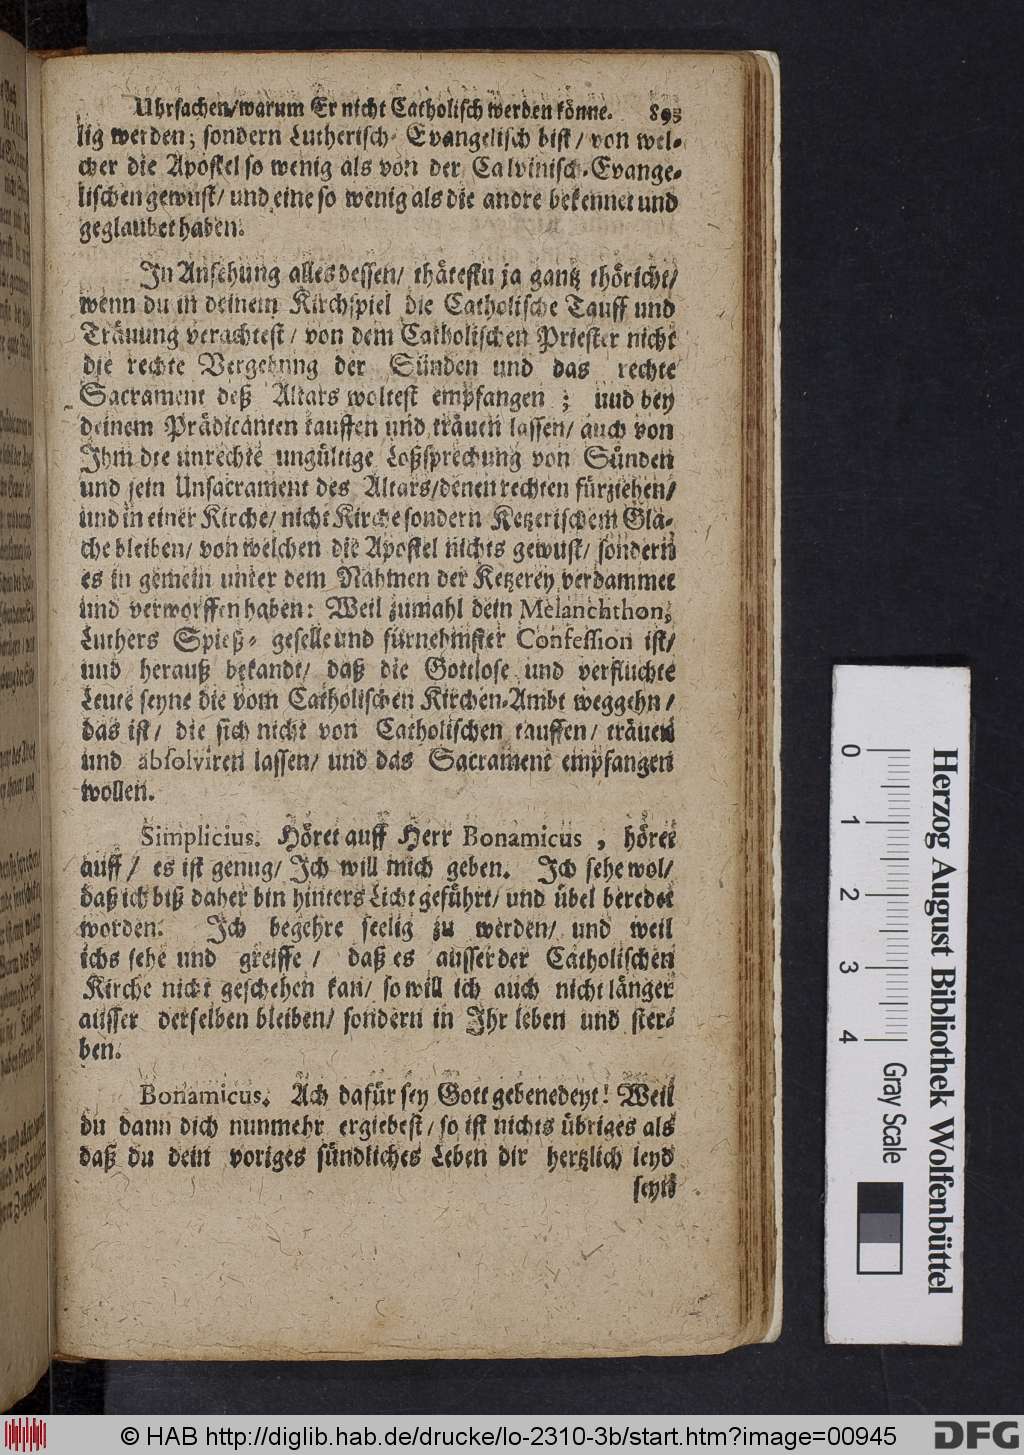 Uhrsachen/warum Er nicht Catholisch werden könne. 893
lig werden; sondern Lutherisch- Evangelisch bist/ von wel-
cher die Apostel so wenig als von der Calvinisch-Evange-
lischen gewust/ und eine so wenig als die andre bekennet und
geglaubet haben.
In Ansehung alles dessen/ thätestu ja gantz thöricht/
wenn du in deinem Kirchspiel die Catholische Tauff und
Träuung verachtest/ von dem Catholischen Priester nicht
die rechte Vergebung der Sünden und das rechte
Sacrament deß Altars woltest empfangen; uud bey
deinem Prädicanten tauffen und träuen lassen/ auch von
Ihm die unrechte ungültige Loßsprechung von Sünden
und sein Unsacrament des Altars/denen rechten fürziehen/
und in einer Kirche/ nicht Kirche sondern Ketzerischem Glä-
che bleiben/ von welchen die Apostel nichts gewust/ sondern
es in gemein unter dem Nahmen der Ketzerey verdammet
und verworffen haben: Weil zumahl dein Melanchthon,
Luthers Spieß- geselle und fürnehmster Confession ist/
und herauß bekandt/ daß die Gottlose und verfluchte
Leute seyne die vom Catholischen Kirchen-Ambt weggehn/
das ist/ die sich nicht von Catholischen tauffen/ träuen
und absolviren lassen/ und das Sacrament empfangen
wollen.
Simplicius. Höret auff Herr Bonamicus, höret
auff/ es ist genug/ Ich will mich geben. Ich sehe wol/
daß ich biß daher bin hinters Licht geführt/ und übel beredet
worden. Ich begehre seelig zu werden/ und weil
ichs sehe und greiffe/ daß es ausser der Catholischen
Kirche nicht geschehen kan/ so will ich auch nicht länger
ausser derselben bleiben/ sondern in Ihr leben und ster-
ben.
Bonamicus. Ach dafür sey Gott gebenedeyt! Weil
du dann dich nunmehr ergiebest/ so ist nichts übriges als
daß du dein voriges sündliches Leben dir hertzlich leyd
seyn
0 1 2 3 4
Gray Scale
Herzog August Bibliothek Wolfenbüttel
© HAB http://diglib.hab.de/drucke/lo-2310-3b/start.htm?image=00945
DFG